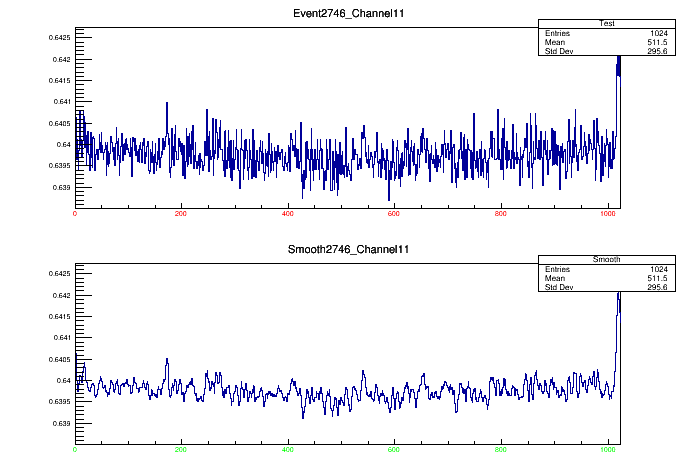 Event2746_Channel11
Test
Entries 1024
Mean 511.5
Std Dev 295.6
0.6425
0.642
0.6415
0.641
0.6405
0.64
0.6395
0.639
0 200 400 600 800 1000
Smooth2746_Channel11
Smooth
Entries 1024
Mean 511.5
Std Dev 295.6
0.6425
0.642
0.6415
0.641
0.6405
0.64
0.6395
0.639
0 200 400 600 800 1000